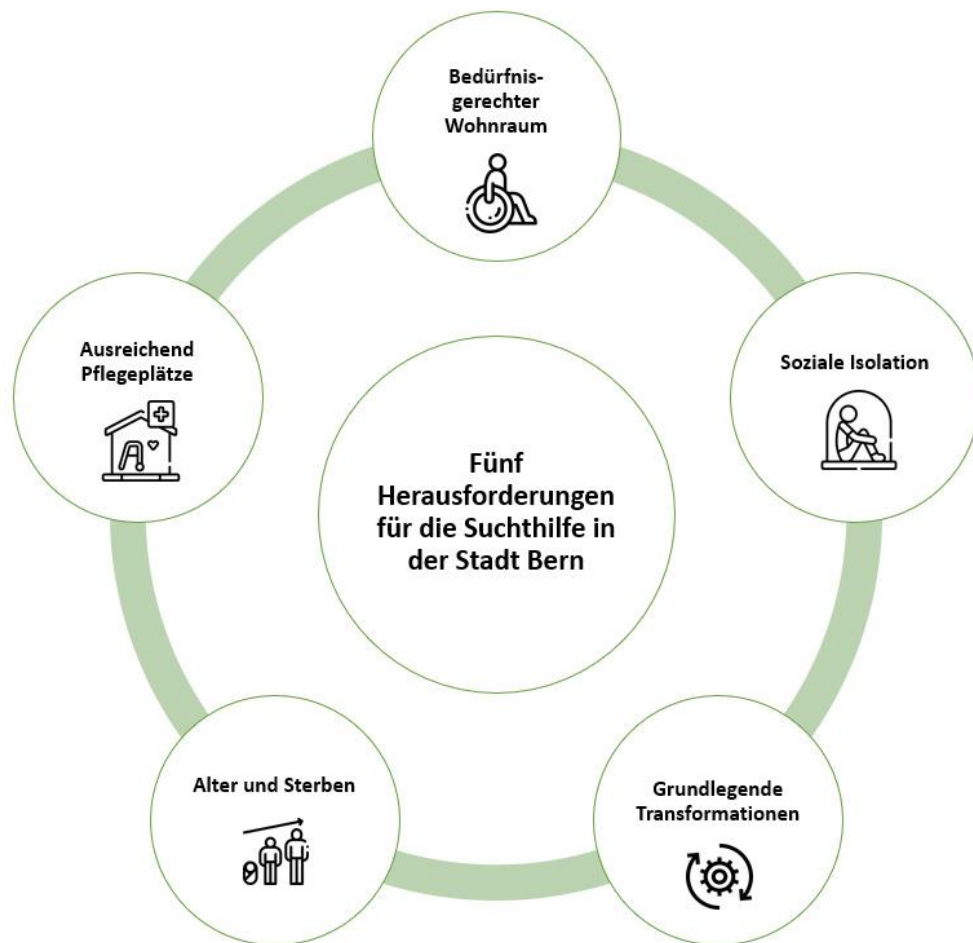 Bedürfnis-
gerechter
Wohnraum
Soziale Isolation
Grundlegende
Transformationen
Alter und Sterben
Ausreichend
Pflegeplätze
Fünf
Herausforderungen
für die Suchthilfe in
der Stadt Bern